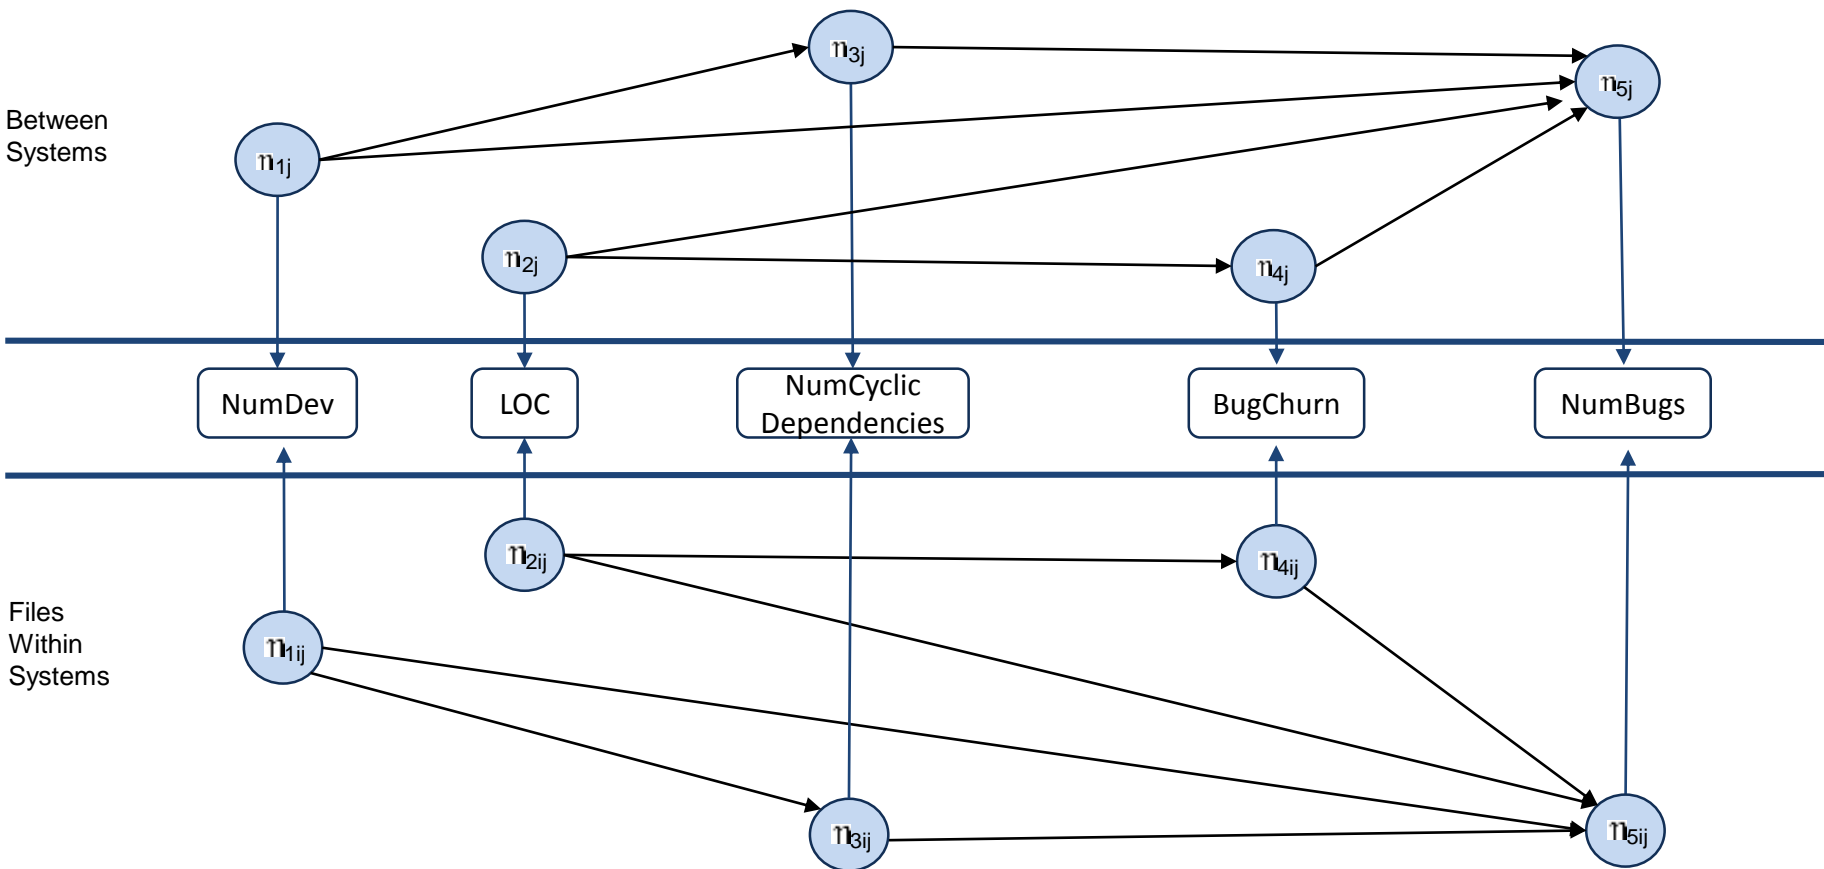 η3j
η5j
Between
Systems
η1j
η2j
η4j
NumDev
LOC
NumCyclic
Dependencies
BugChurn
NumBugs
η2ij
η4ij
Files
Within
Systems
η1ij
η3ij
η5ij